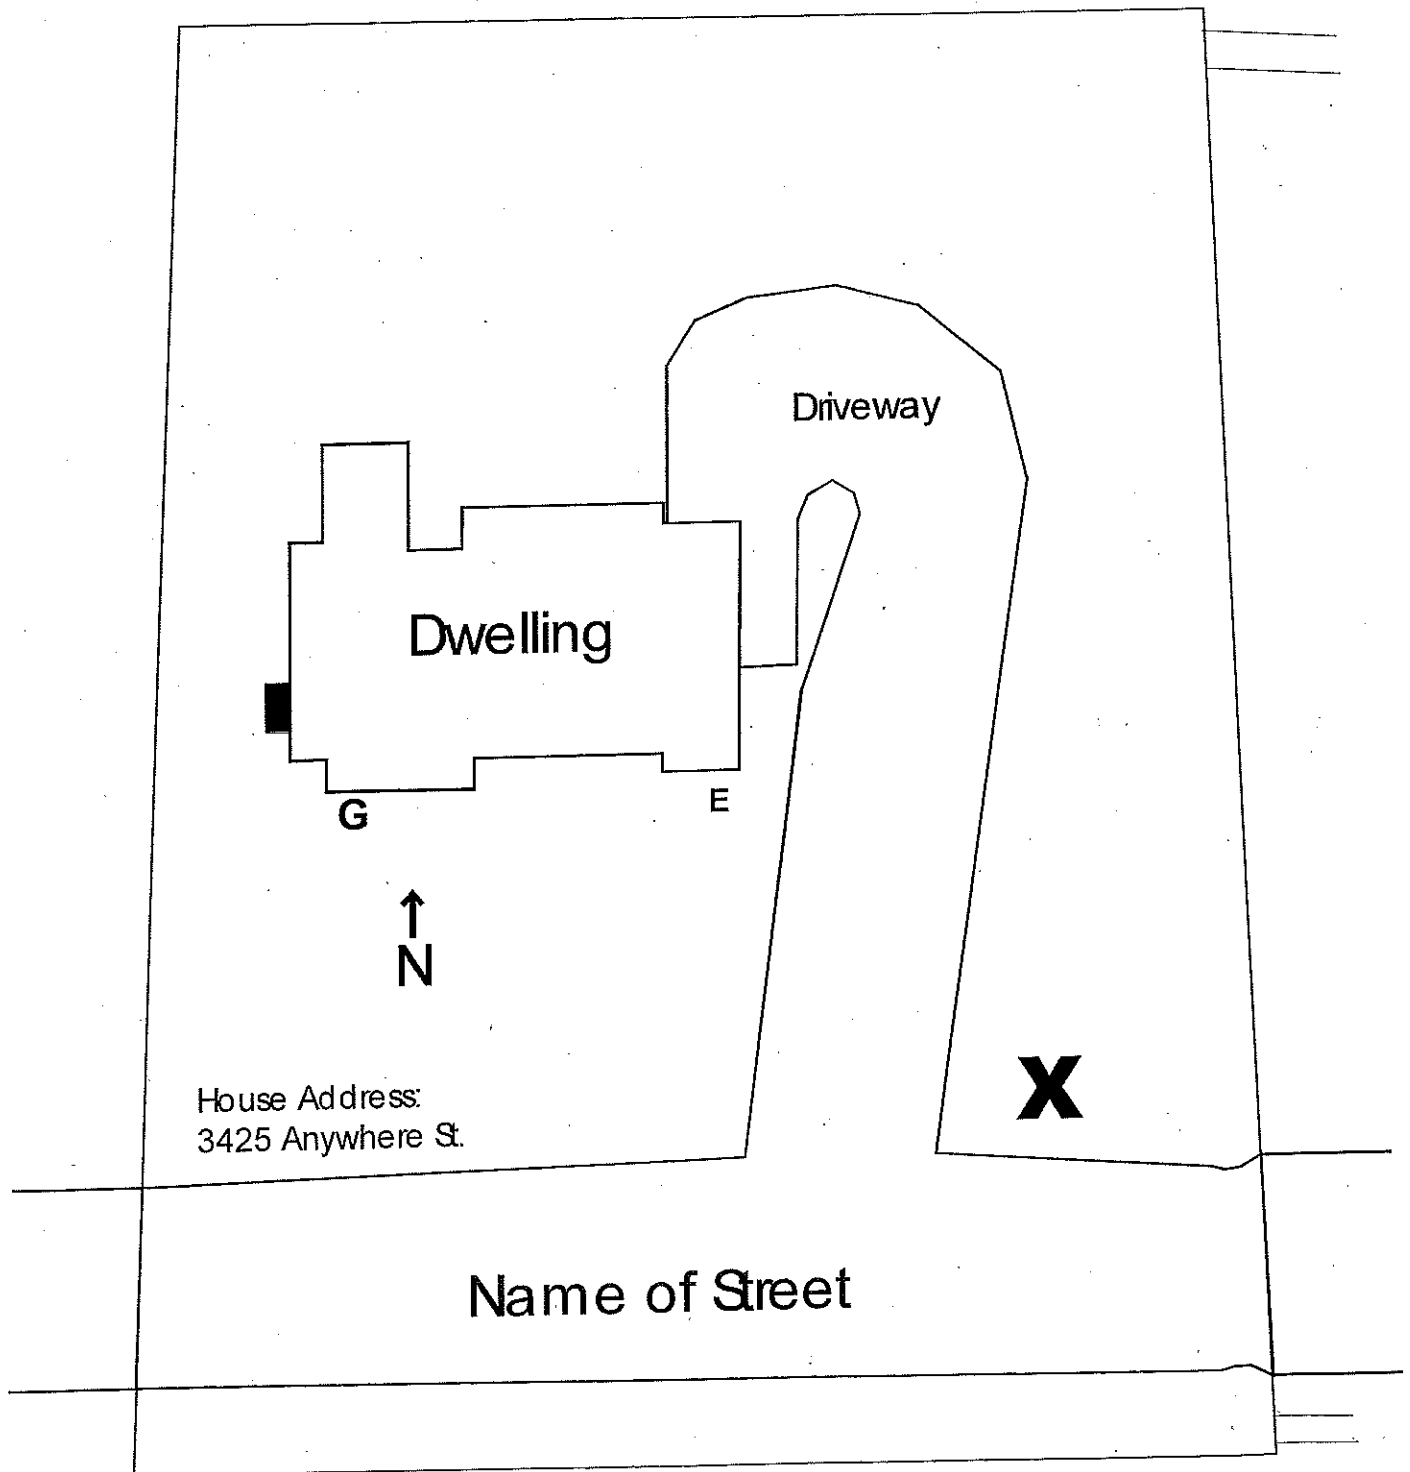 Driveway
Dwelling
G
E
N
House Address:
3425 Anywhere St.
X
Name of Street